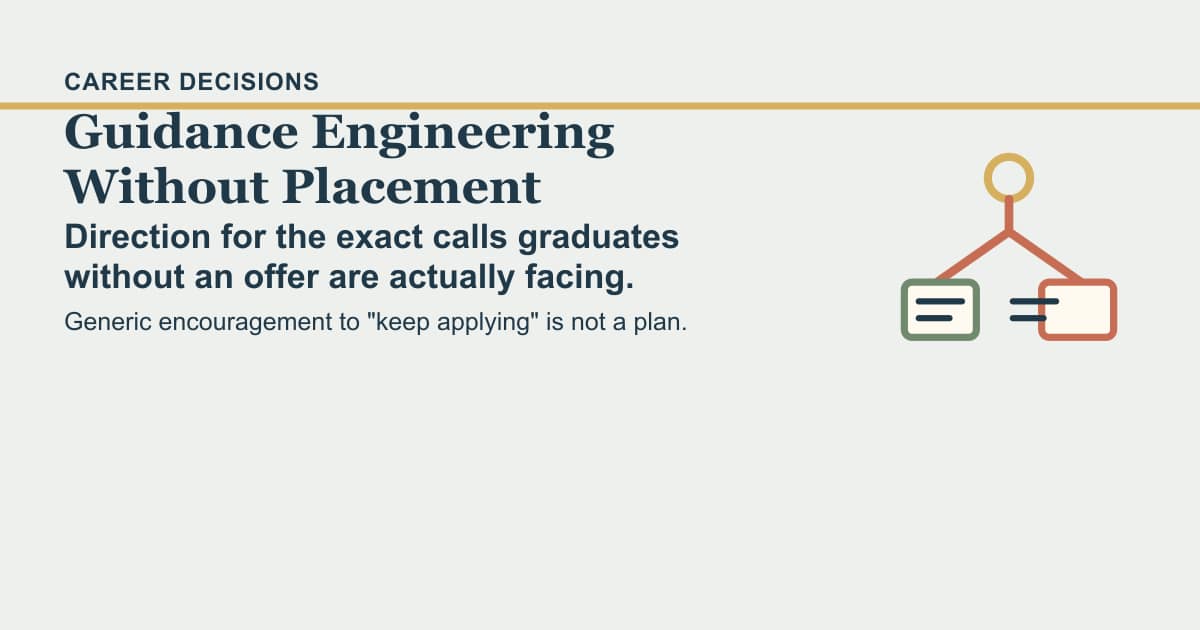 CAREER DECISIONS
Guidance Engineering
Without Placement
Direction for the exact calls graduates
without an offer are actually facing.
Generic encouragement to "keep applying" is not a plan.